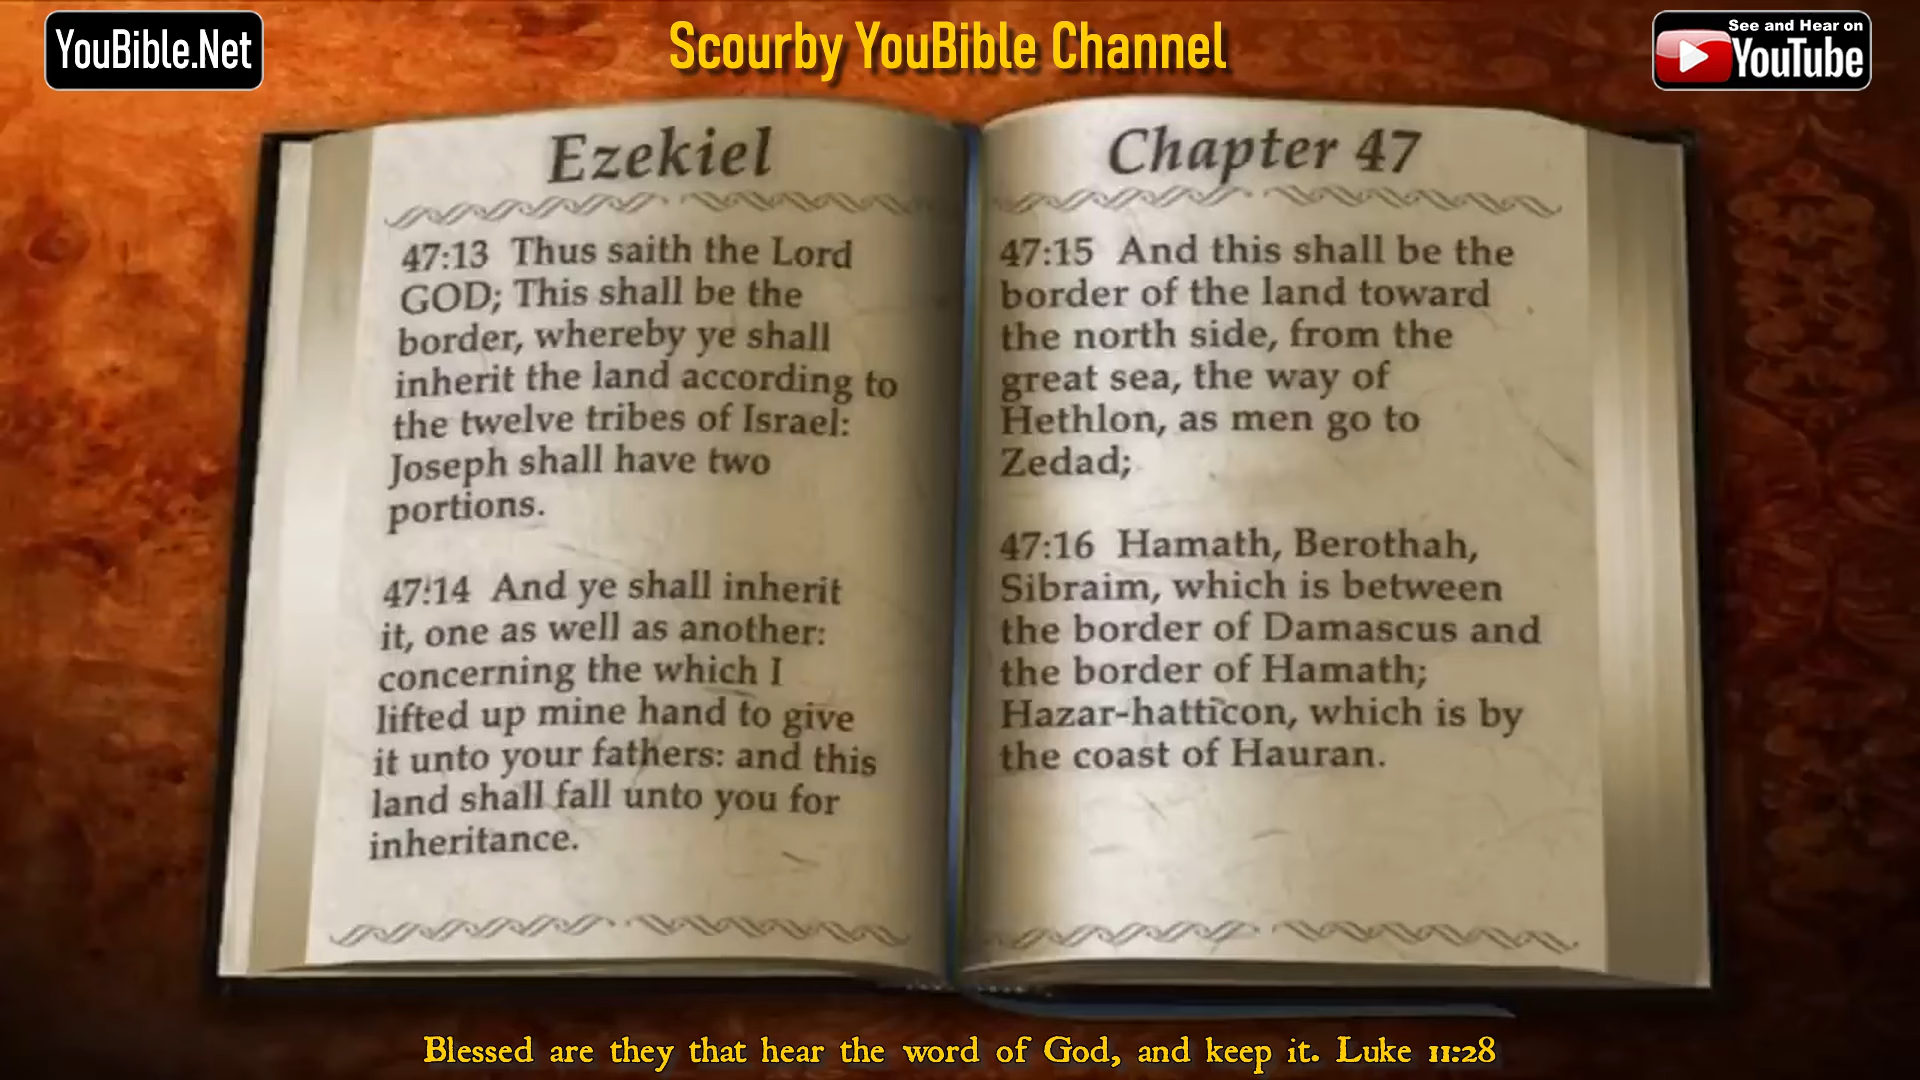 YouBible.Net
Scourby YouBible Channel
See and Hear on
YouTube
Ezekiel
47:13 Thus saith the Lord
GOD; This shall be the
border, whereby ye shall
inherit the land according to
the twelve tribes of Israel:
Joseph shall have two
portions.
47:14 And ye shall inherit
it, one as well as another:
concerning the which I
lifted up mine hand to give
it unto your fathers: and this
land shall fall unto you for
inheritance.
Chapter 47
47:15 And this shall be the
border of the land toward
the north side, from the
great sea, the way of
Hethlon, as men go to
Zedad;
47:16 Hamath, Berothah,
Sibraim, which is between
the border of Damascus and
the border of Hamath;
Hazar-hatticon, which is by
the coast of Hauran.
Blessed are they that hear the word of God, and keep it. Luke 11:28